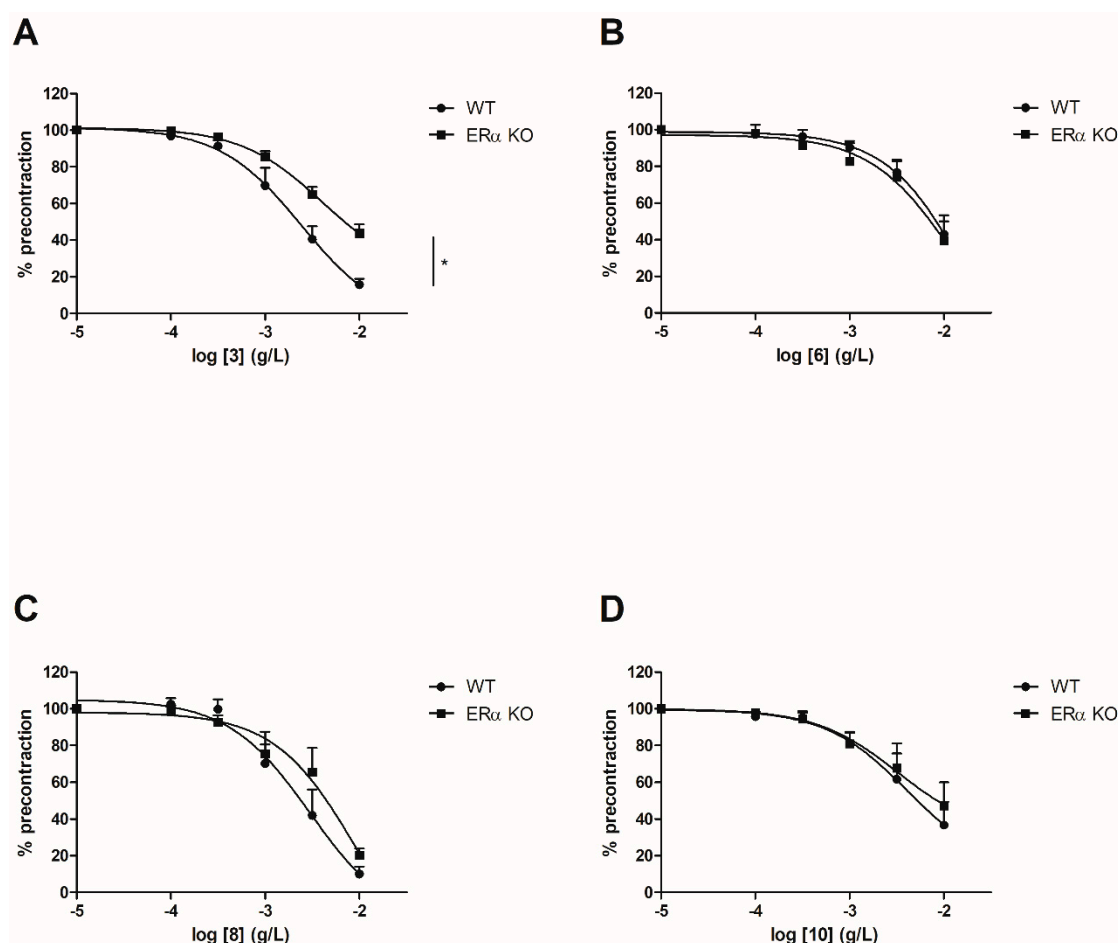 A
B
WT
ERα KO
120
100
80
60
40
20
0
% precontraction
-5 -4 -3 -2
log [3] (g/L)
*
WT
ERα KO
120
100
80
60
40
20
0
% precontraction
-5 -4 -3 -2
log [6] (g/L)
C
D
WT
ERα KO
120
100
80
60
40
20
0
% precontraction
-5 -4 -3 -2
log [8] (g/L)
WT
ERα KO
120
100
80
60
40
20
0
% precontraction
-5 -4 -3 -2
log [10] (g/L)